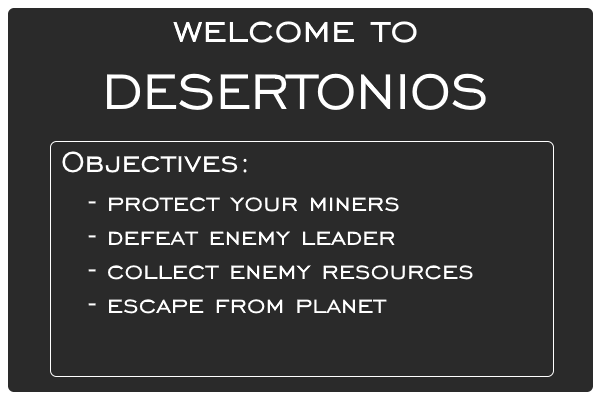 WELCOME TO
DESERTONIOS
OBJECTIVES:
- PROTECT YOUR MINERS
- DEFEAT ENEMY LEADER
- COLLECT ENEMY RESOURCES
- ESCAPE FROM PLANET